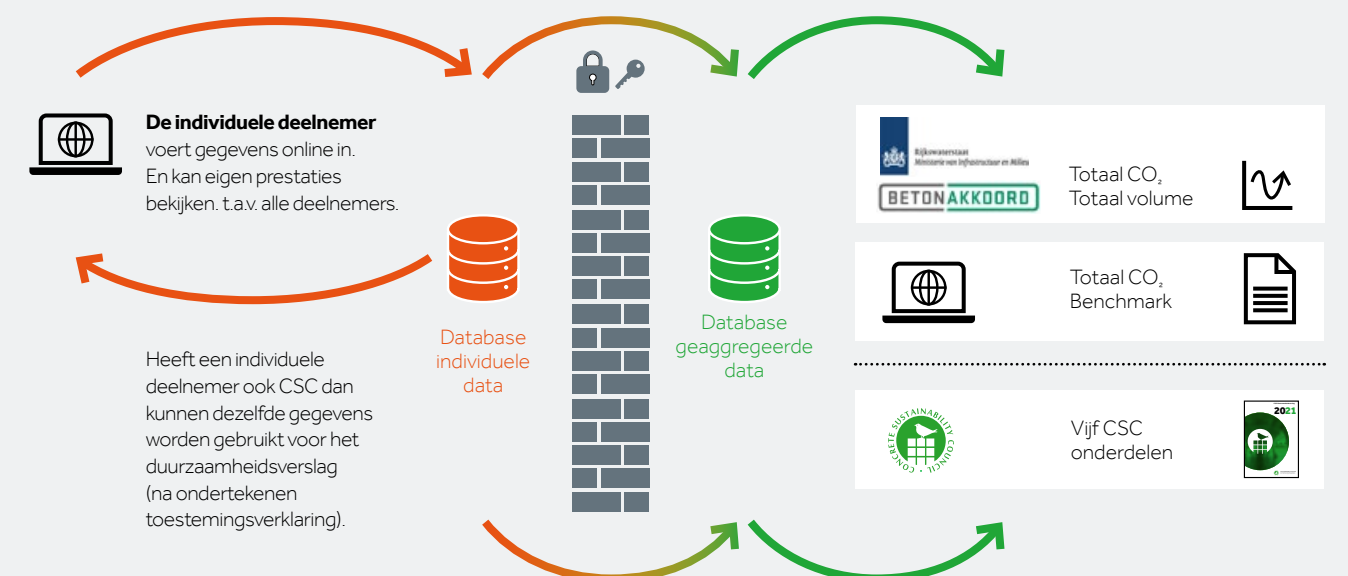 De individuele deelnemer
voert gegevens online in.
En kan eigen prestaties
bekijken. t.a.v. alle deelnemers.
Heeft een individuele
deelnemer ook CSC dan
kunnen dezelfde gegevens
worden gebruikt voor het
duurzaamheidsverslag
(na ondertekenen
toestemingsverklaring).
Database
individuele
data
Database
geaggregeerde
data
Rijkswaterstaat
Ministerie van Infrastructuur en Milieu
BETONAKKOORD
Totaal CO₂
Totaal volume
Totaal CO₂
Benchmark
CONCRETE SUSTAINABILITY COUNCIL
Vijf CSC
onderdelen
2021